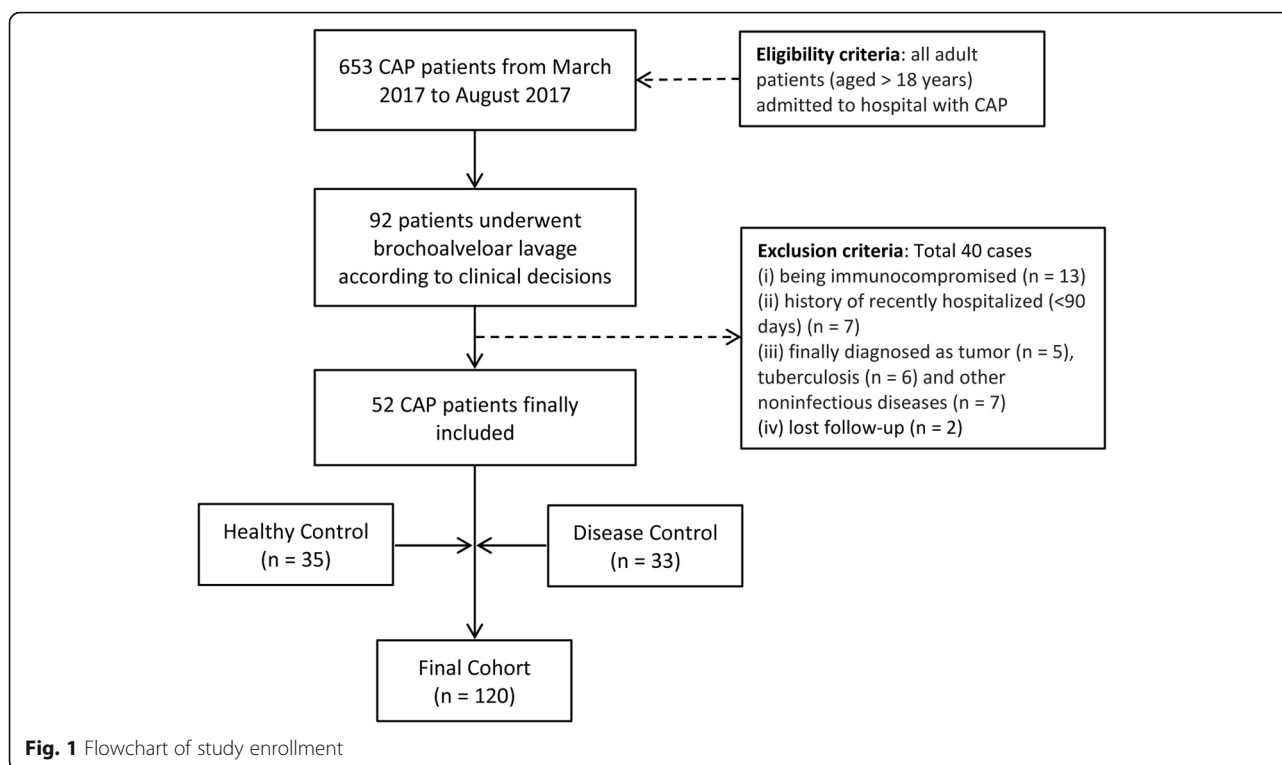 653 CAP patients from March
2017 to August 2017
Eligibility criteria: all adult
patients (aged > 18 years)
admitted to hospital with CAP
92 patients underwent
brochoalveloar lavage
according to clinical decisions
Exclusion criteria: Total 40 cases
(i) being immunocompromised (n = 13)
(ii) history of recently hospitalized (<90
days) (n = 7)
(iii) finally diagnosed as tumor (n = 5),
tuberculosis (n = 6) and other
noninfectious diseases (n = 7)
(iv) lost follow-up (n = 2)
52 CAP patients finally
included
Healthy Control
(n = 35)
Disease Control
(n = 33)
Final Cohort
(n = 120)
Fig. 1 Flowchart of study enrollment